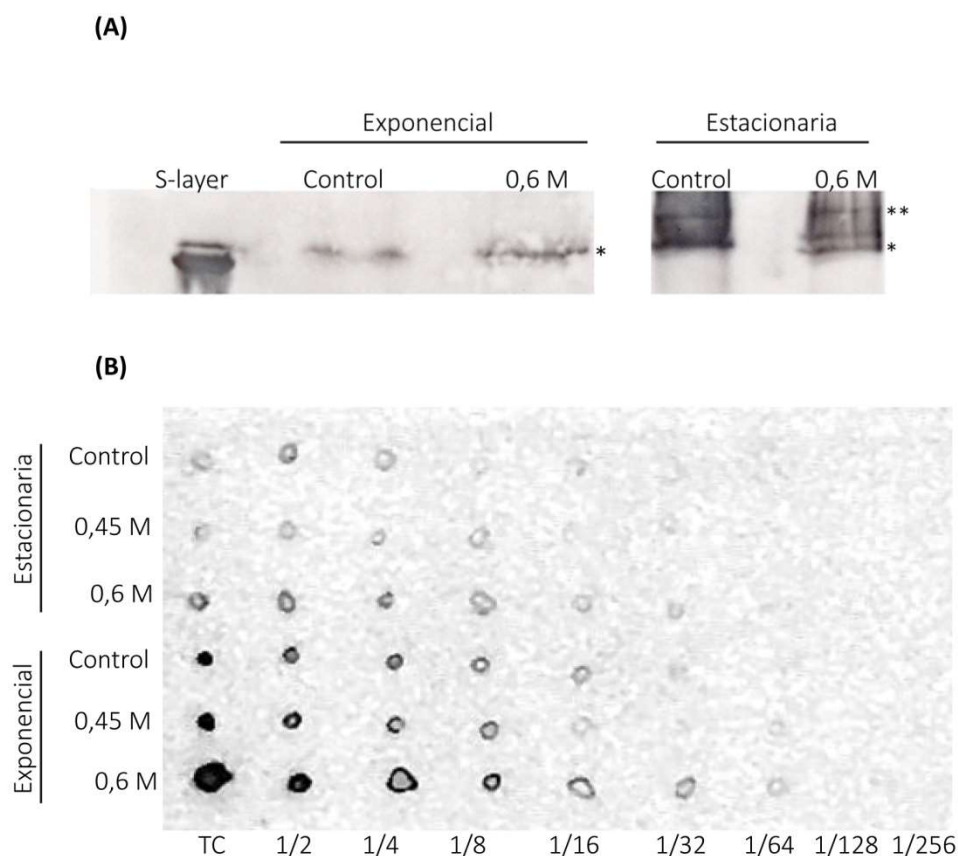 (A)
Exponencial
Estacionaria
S-layer
Control
0,6 M
Control
0,6 M
**
*
*
(B)
Estacionaria
Control
0,45 M
0,6 M
Exponencial
Control
0,45 M
0,6 M
TC 1/2 1/4 1/8 1/16 1/32 1/64 1/128 1/256